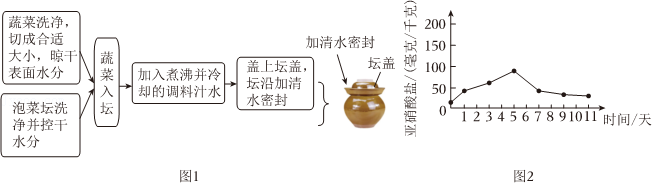 蔬菜洗净,
切成合适
大小，晾干
表面水分
泡菜坛洗
净并控干
水分
蔬
菜
入
坛
加入煮沸并冷
却的调料汁水
盖上坛盖,
坛沿加清
水密封
加清水密封
坛盖
图1
亚硝酸盐/(毫克/千克)
200
150
100
50
0
1 2 3 4 5 6 7 8 9 10 11
时间/天
图2